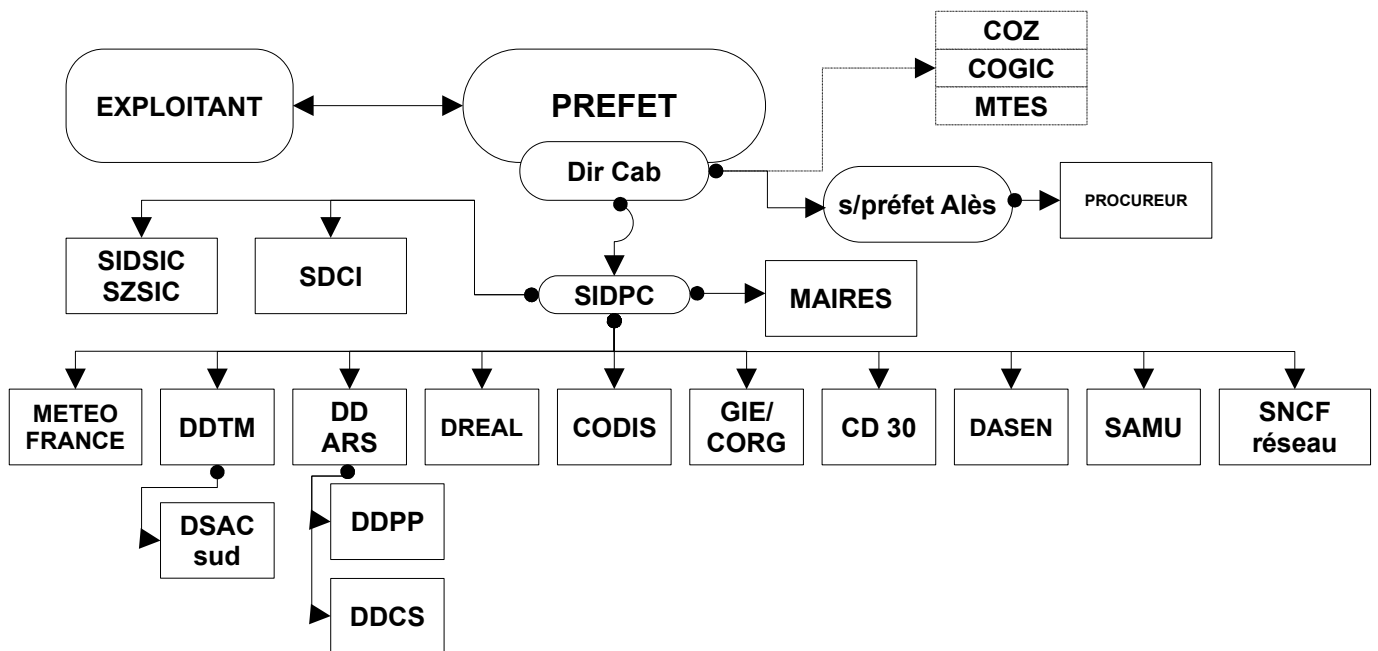 COZ
COGIC
MTES
EXPLOITANT
PREFET
Dir Cab
s/préfet Alès
PROCUREUR
SIDSIC
SZSIC
SDCI
SIDPC
MAIRES
METEO
FRANCE
DDTM
DD
ARS
DREAL
CODIS
GIE/
CORG
CD 30
DASEN
SAMU
SNCF
réseau
DSAC
sud
DDPP
DDCS